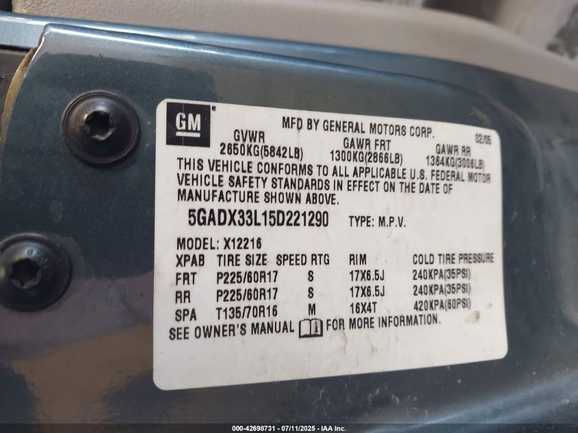 GM
MFD BY GENERAL MOTORS CORP. 02/05
GVWR GAWR FRT GAWR RR
2650KG(5842LB) 1300KG(2866LB) 1364KG(3006LB)
THIS VEHICLE CONFORMS TO ALL APPLICABLE U.S. FEDERAL MOTOR
VEHICLE SAFETY STANDARDS IN EFFECT ON THE DATE OF
MANUFACTURE SHOWN ABOVE.
5GADX33L15D221290 TYPE: M.P.V.
MODEL: X12216
XPAB TIRE SIZE SPEED RTG RIM COLD TIRE PRESSURE
FRT P225/60R17 S 17X6.5J 240KPA(35PSI)
RR P225/60R17 S 17X6.5J 240KPA(35PSI)
SPA T135/70R16 M 16X4T 420KPA(60PSI)
SEE OWNER'S MANUAL FOR MORE INFORMATION.
000-42698731 - 07/11/2025 - IAA Inc.